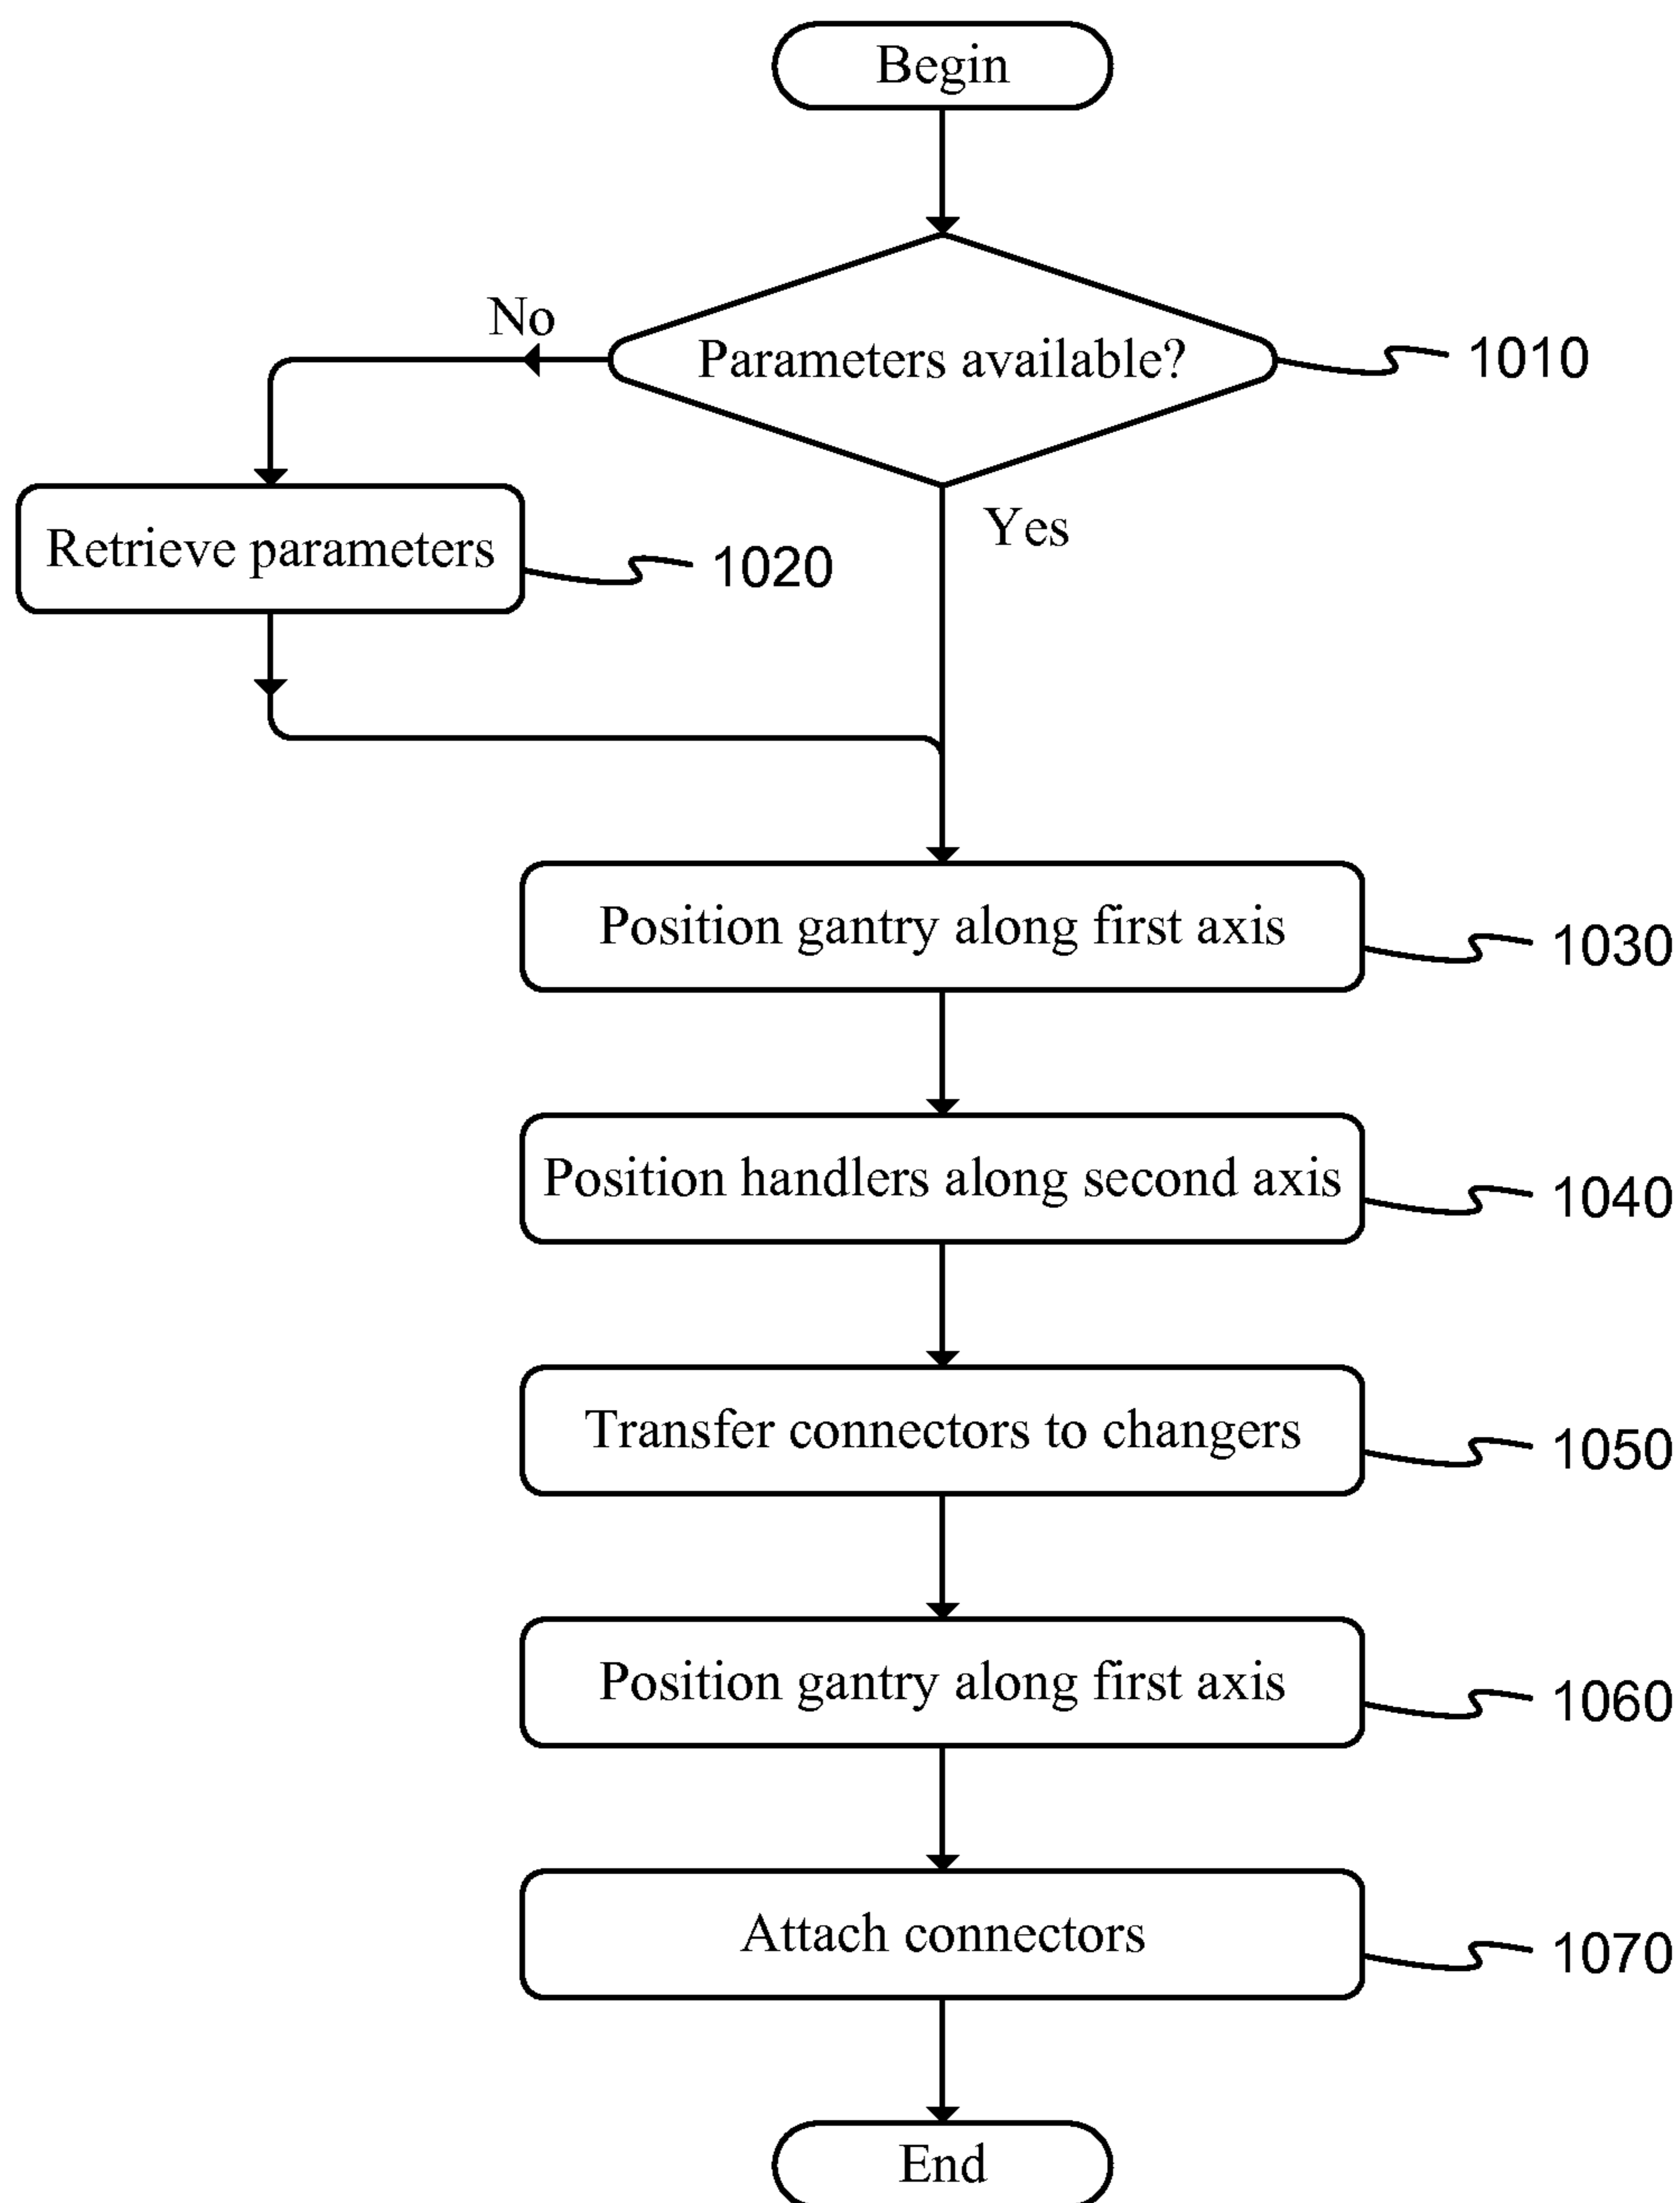 Begin
No
Parameters available?
1010
Yes
Retrieve parameters
1020
Position gantry along first axis
1030
Position handlers along second axis
1040
Transfer connectors to changers
1050
Position gantry along first axis
1060
Attach connectors
1070
End